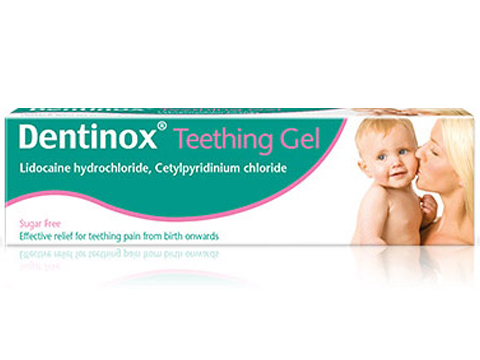 Dentinox® Teething Gel
Lidocaine hydrochloride, Cetylpyridinium chloride
Sugar Free
Effective relief for teething pain from birth onwards